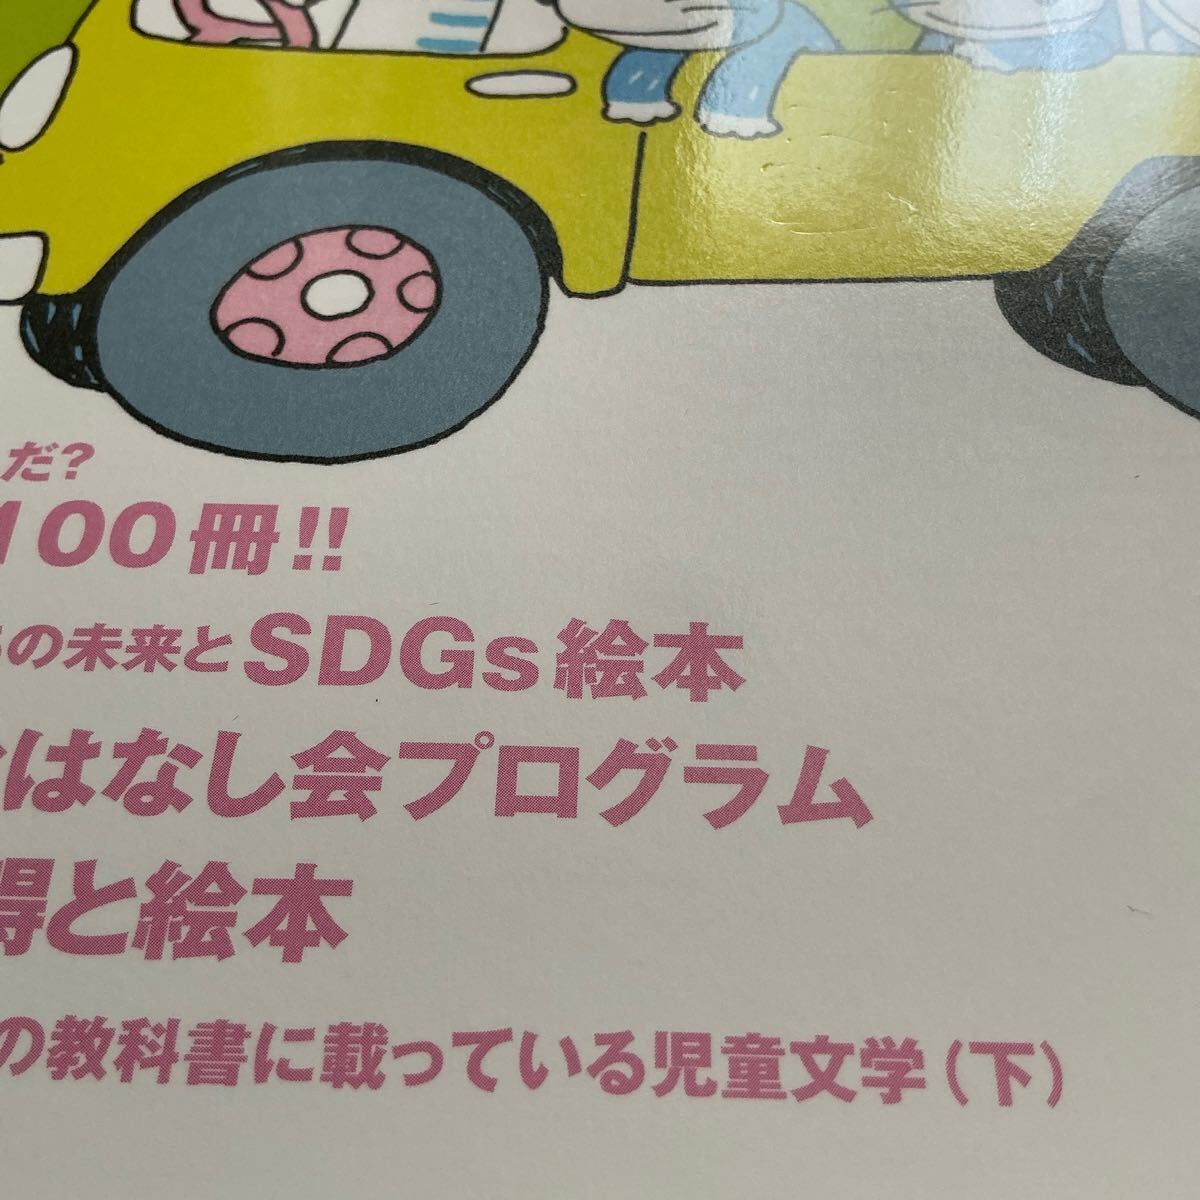 だ?
100冊!!
の未来とSDGs絵本
はなし会プログラム
得と絵本
の教科書に載っている児童文学(下)